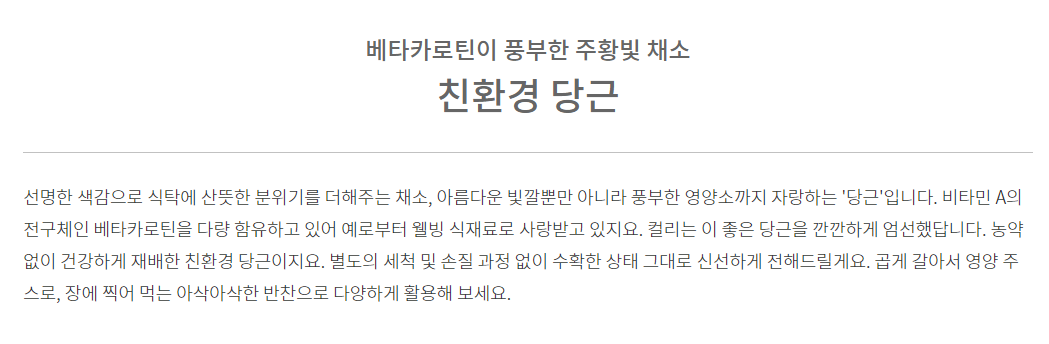 베타카로틴이 풍부한 주황빛 채소
친환경 당근
선명한 색감으로 식탁에 산뜻한 분위기를 더해주는 채소, 아름다운 빛깔뿐만 아니라 풍부한 영양소까지 자랑하는 '당근'입니다. 비타민 A의
전구체인 베타카로틴을 다량 함유하고 있어 예로부터 웰빙 식재료로 사랑받고 있지요. 컬리는 이 좋은 당근을 깐깐하게 엄선했답니다. 농약
없이 건강하게 재배한 친환경 당근이지요. 별도의 세척 및 손질 과정 없이 수확한 상태 그대로 신선하게 전해드릴게요. 곱게 갈아서 영양 주
스로, 장에 찍어 먹는 아삭아삭한 반찬으로 다양하게 활용해 보세요.